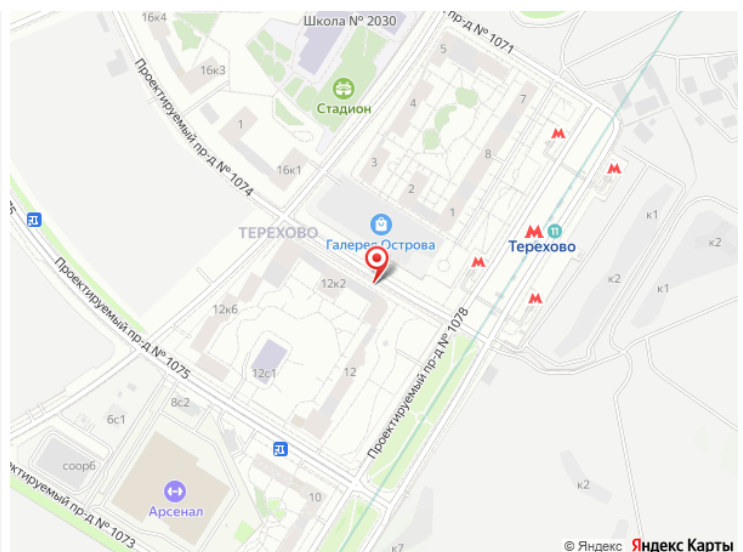 16к4
Школа № 2030
Проектируемый пр-д № 1071
5
16к3
Стадион
4
7
1
8
3
16к1
2
Проектируемый пр-д № 1074
1
к1
к2
ТЕРЕХОВО
Галерея Острова
11
Терехово
к1
к2
12к2
12к6
Проектируемый пр-д № 1075
Проектируемый пр-д № 1078
12с1
12
8с2
6с1
соор6
к2
Арсенал
10
Проектируемый пр-д № 1073
к7
© Яндекс Яндекс Карты